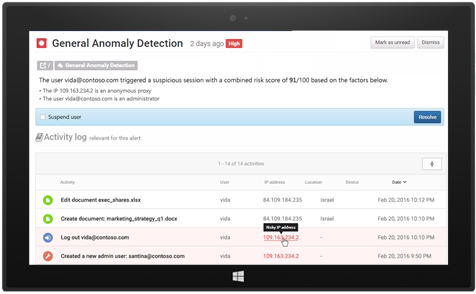 General Anomaly Detection 2 days ago High
Mark as unread Dismiss
/ General Anomaly Detection
The user vida@contoso.com triggered a suspicious session with a combined risk score of 91/100 based on the factors below.
• The IP 109.163.234.2 is an anonymous proxy
• The user vida@contoso.com is an administrator
Suspend user Resolve
Activity log relevant for this alert
1 - 14 of 14 activities
Activity User IP address Location Device Date
Edit document exec_shares.xlsx vida 84.109.184.235 Israel Feb 20, 2016 10:12 PM
Create document: marketing_strategy_q1.docx vida 84.109.184.235 Israel Feb 20, 2016 10:12 PM
Risky IP address
Log out vida@contoso.com vida 109.163.234.2 - Feb 20, 2016 10:10 PM
Created a new admin user: santina@contoso.com vida 109.163.234.2 - Feb 20, 2016 9:50 PM